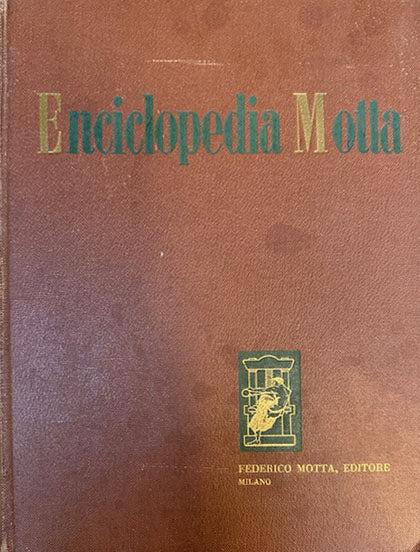 Enciclopedia Motta
FEDERICO MOTTA, EDITORE
MILANO